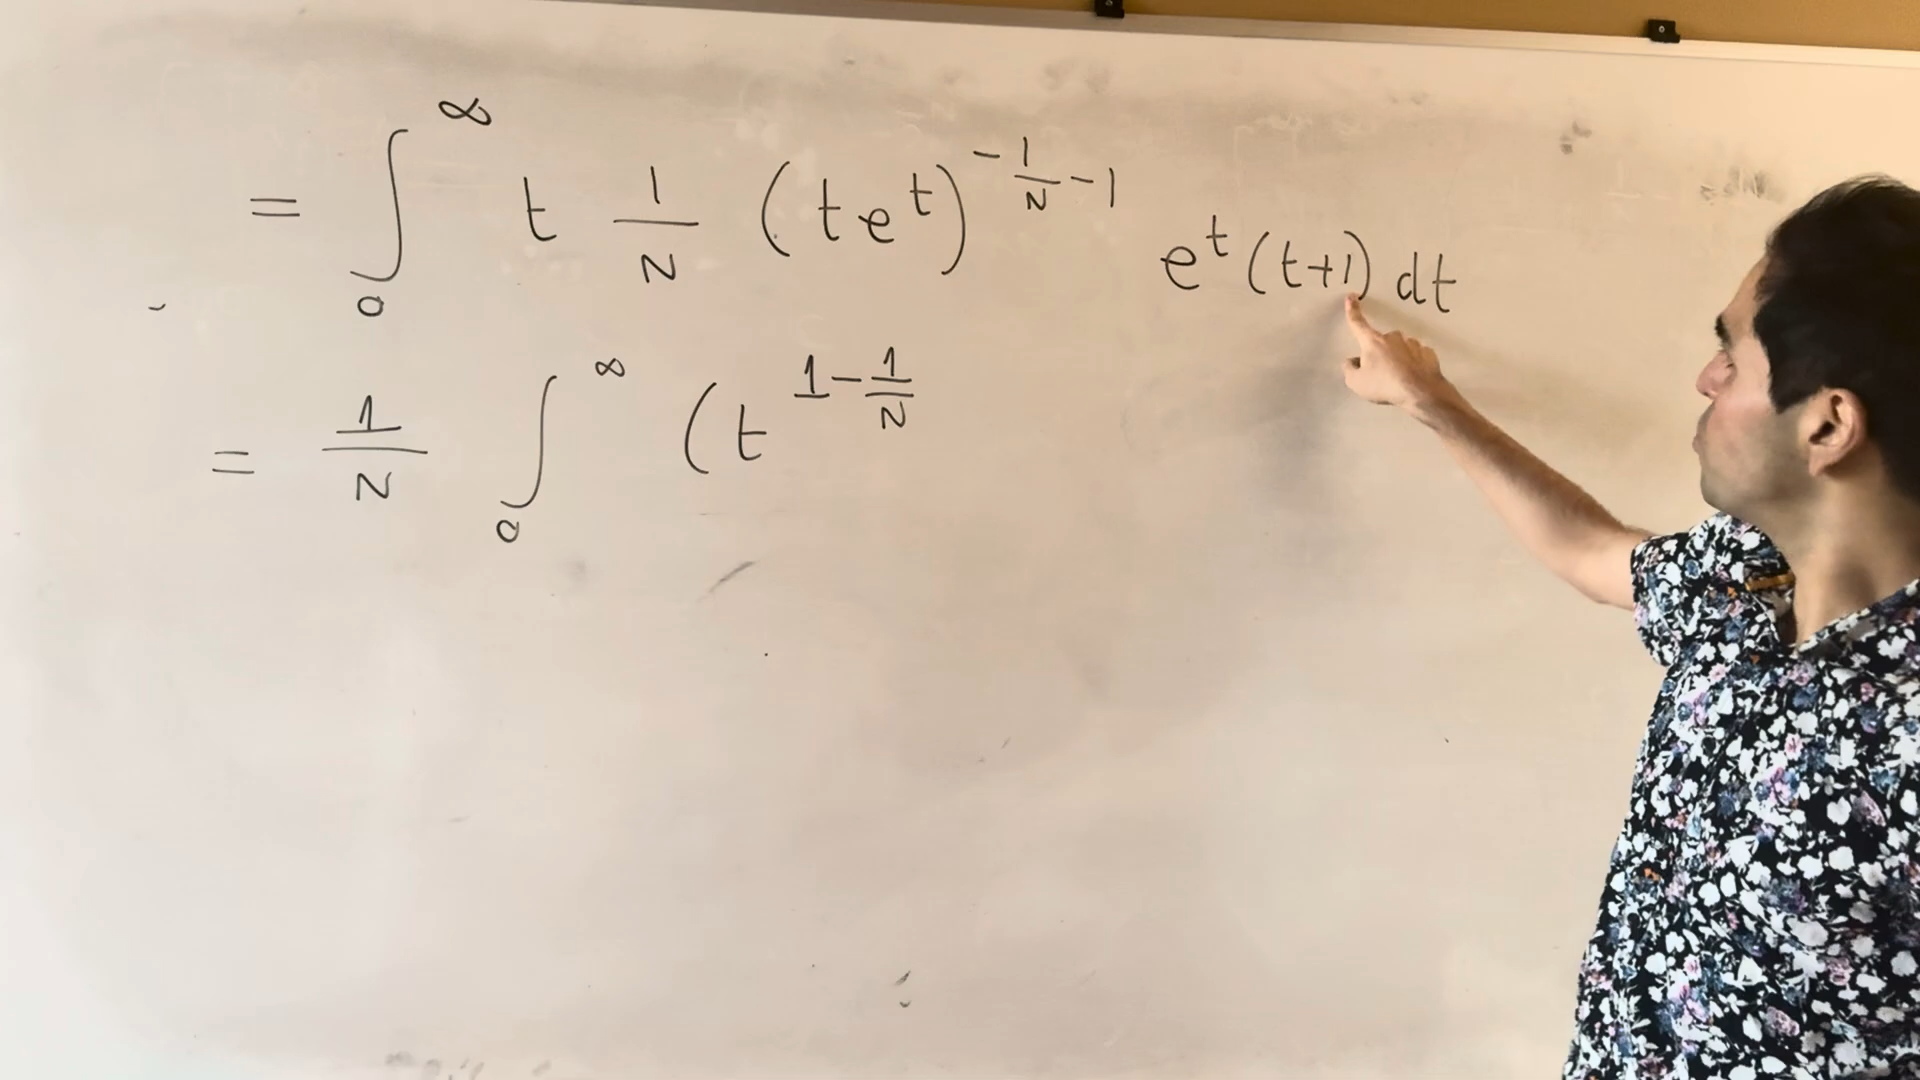 = ∫₀^∞ t 1/N (te^t)^(-1/N - 1) e^t (t+1) dt
= 1/N ∫₀^∞ (t^(1 - 1/N)